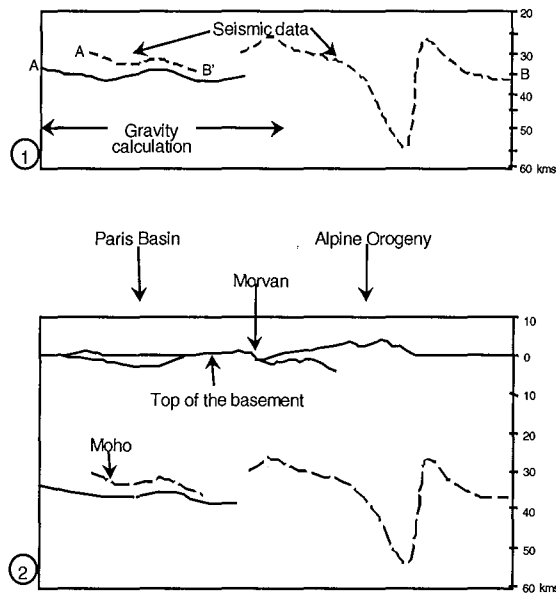 20
Seismic data
A
30
A
B'
B
40
Gravity
calculation
50
1
60 kms
Paris Basin
Alpine Orogeny
Morvan
10
0
Top of the basement
10
20
Moho
30
40
50
2
60 kms